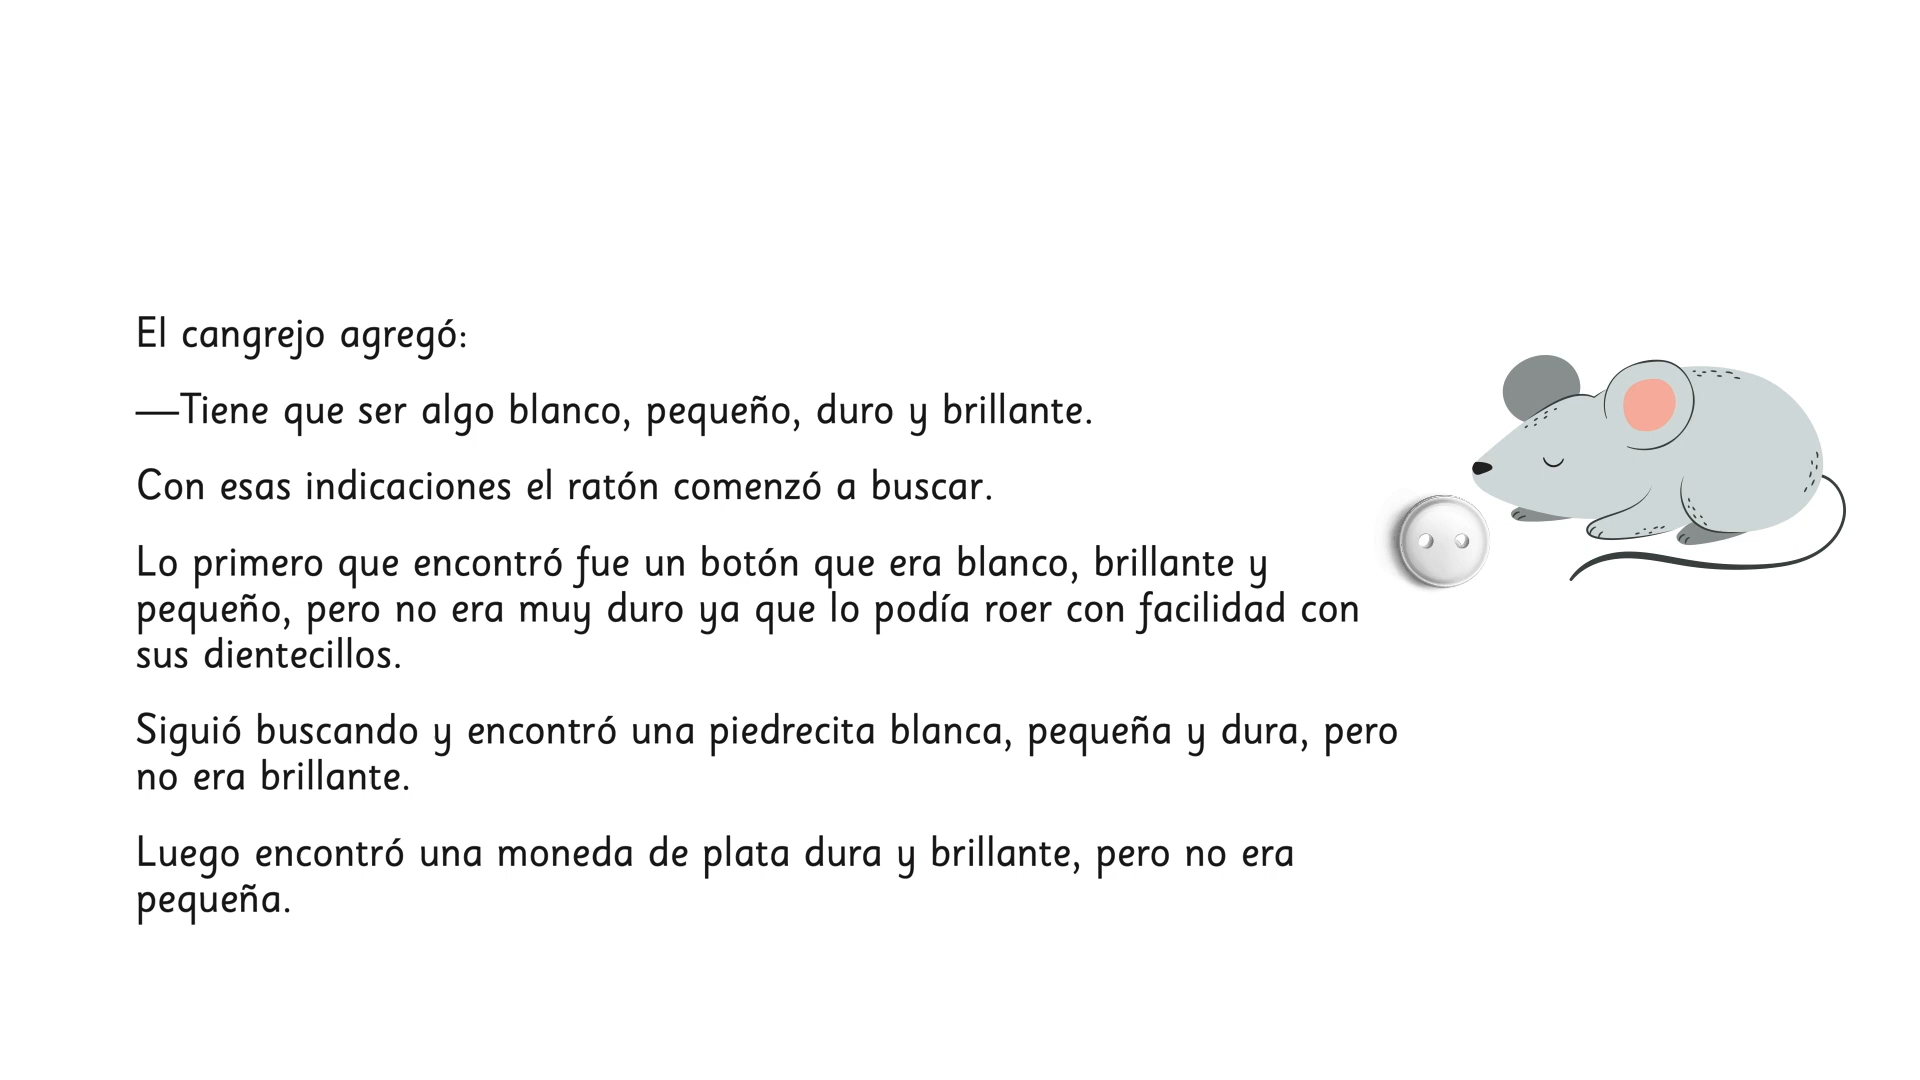 El cangrejo agregó:
—Tiene que ser algo blanco, pequeño, duro y brillante.
Con esas indicaciones el ratón comenzó a buscar.
Lo primero que encontró fue un botón que era blanco, brillante y
pequeño, pero no era muy duro ya que lo podía roer con facilidad con
sus dientecillos.
Siguió buscando y encontró una piedrecita blanca, pequeña y dura, pero
no era brillante.
Luego encontró una moneda de plata dura y brillante, pero no era
pequeña.